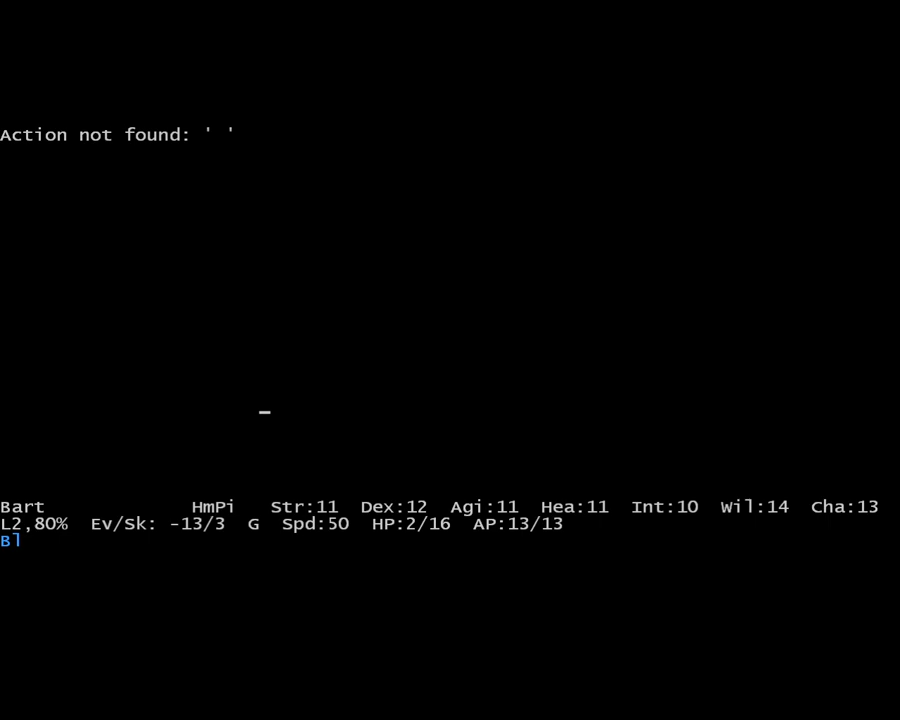 Action not found: ' '
Bart HmPi Str:11 Dex:12 Agi:11 Hea:11 Int:10 Wil:14 Cha:13
L2,80% Ev/Sk: -13/3 G Spd:50 HP:2/16 AP:13/13
Bl